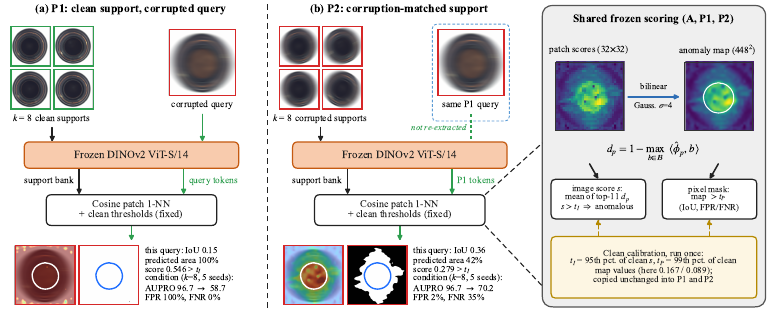 (a) P1: clean support, corrupted query
k = 8 clean supports
corrupted query
Frozen DINOv2 ViT-S/14
support bank
query tokens
Cosine patch 1-NN
+ clean thresholds (fixed)
this query: IoU 0.15
predicted area 100%
score 0.546 > t_I
condition (k=8, 5 seeds):
AUPRO 96.7 → 58.7
FPR 100%, FNR 0%
(b) P2: corruption-matched support
k = 8 corrupted supports
same P1 query
not re-extracted
Frozen DINOv2 ViT-S/14
support bank
P1 tokens
Cosine patch 1-NN
+ clean thresholds (fixed)
this query: IoU 0.36
predicted area 42%
score 0.279 > t_I
condition (k=8, 5 seeds):
AUPRO 96.7 → 70.2
FPR 2%, FNR 35%
Shared frozen scoring (A, P1, P2)
patch scores (32×32)
anomaly map (448²)
bilinear
Gauss. σ=4
d_p = 1 − max_{b∈B} ⟨ϕ̂_p, b⟩
image score s:
mean of top-11 d_p
s > t_I ⇒ anomalous
pixel mask:
map > t_P
(IoU, FPR/FNR)
Clean calibration, run once:
t_I = 95th pct. of clean s, t_P = 99th pct. of clean
map values (here 0.167 / 0.089);
copied unchanged into P1 and P2